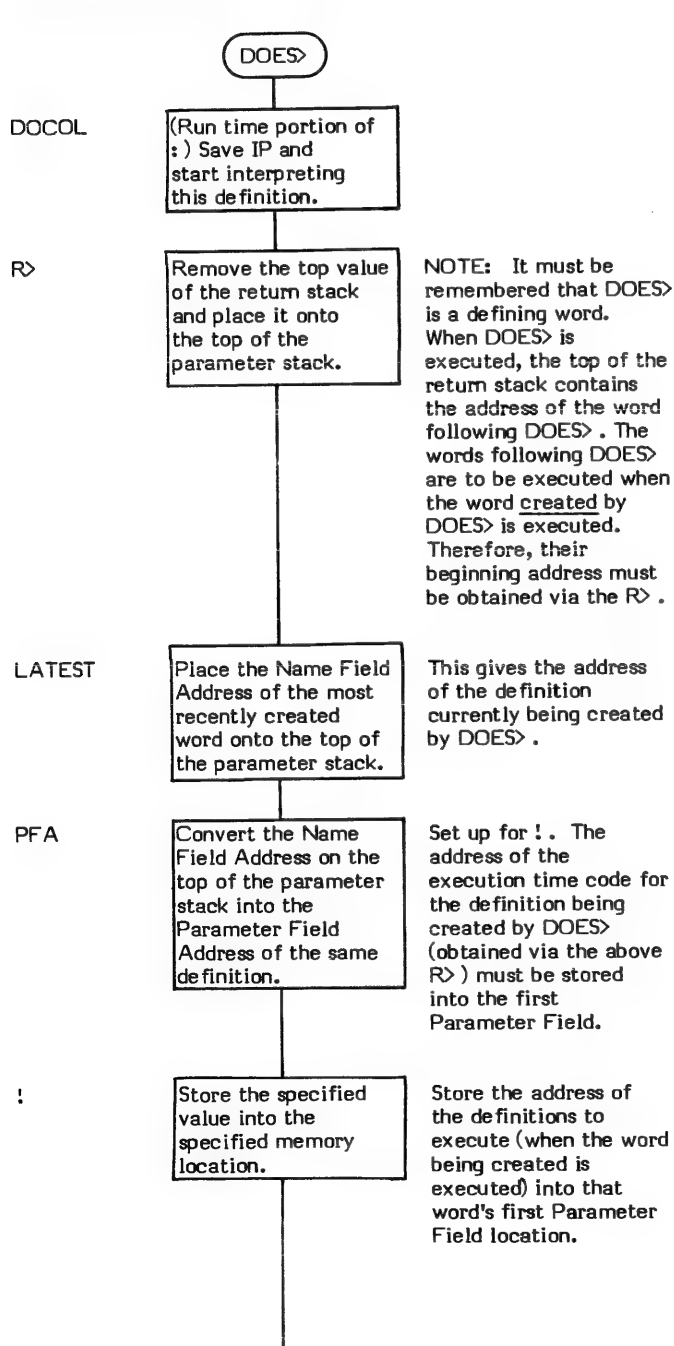 DOES>
DOCOL
(Run time portion of
: ) Save IP and
start interpreting
this definition.
R>
Remove the top value
of the return stack
and place it onto
the top of the
parameter stack.
NOTE: It must be
remembered that DOES>
is a defining word.
When DOES> is
executed, the top of the
return stack contains
the address of the word
following DOES> . The
words following DOES>
are to be executed when
the word created by
DOES> is executed.
Therefore, their
beginning address must
be obtained via the R> .
LATEST
Place the Name Field
Address of the most
recently created
word onto the top of
the parameter stack.
This gives the address
of the definition
currently being created
by DOES> .
PFA
Convert the Name
Field Address on the
top of the parameter
stack into the
Parameter Field
Address of the same
definition.
Set up for ! . The
address of the
execution time code for
the definition being
created by DOES>
(obtained via the above
R> ) must be stored
into the first
Parameter Field.
!
Store the specified
value into the
specified memory
location.
Store the address of
the definitions to
execute (when the word
being created is
executed) into that
word's first Parameter
Field location.